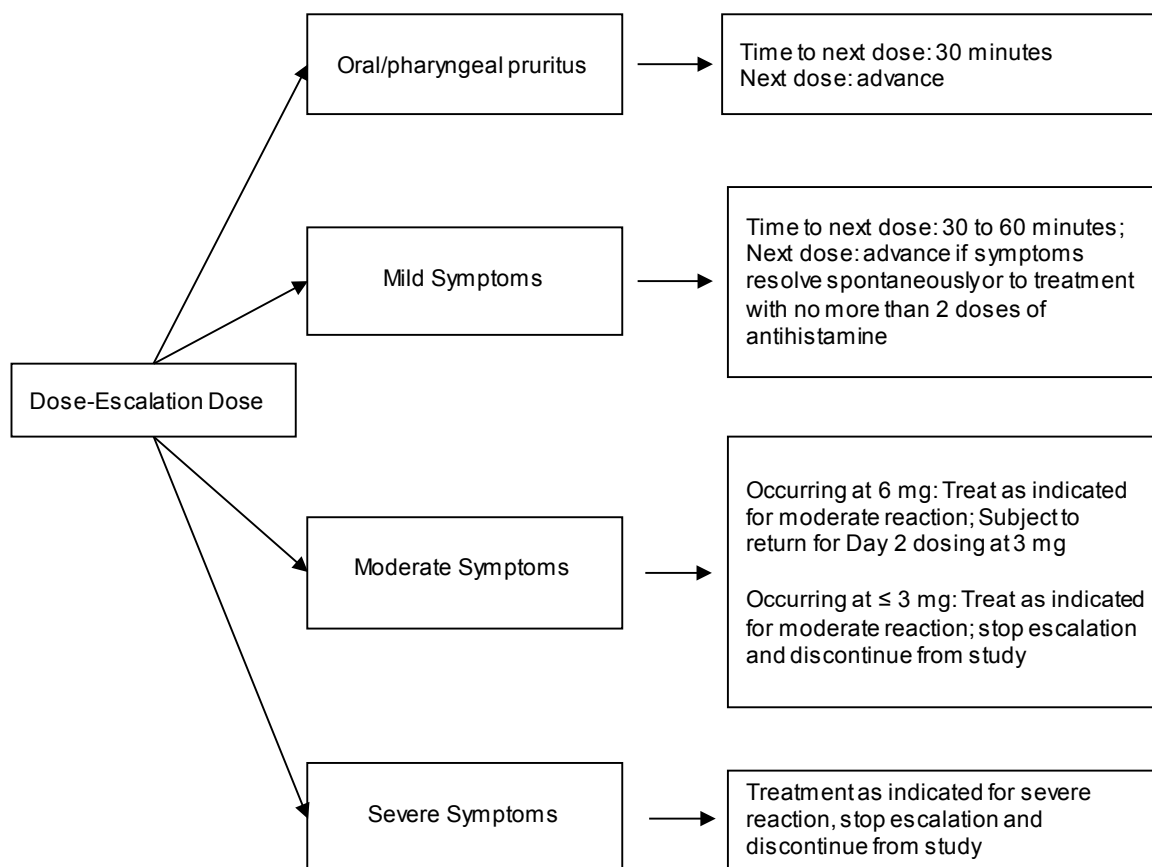 Oral/pharyngeal pruritus
Time to next dose: 30 minutes
Next dose: advance
Mild Symptoms
Time to next dose: 30 to 60 minutes;
Next dose: advance if symptoms
resolve spontaneously or to treatment
with no more than 2 doses of
antihistamine
Dose-Escalation Dose
Moderate Symptoms
Occurring at 6 mg: Treat as indicated
for moderate reaction; Subject to
return for Day 2 dosing at 3 mg
Occurring at ≤ 3 mg: Treat as indicated
for moderate reaction; stop escalation
and discontinue from study
Severe Symptoms
Treatment as indicated for severe
reaction, stop escalation and
discontinue from study